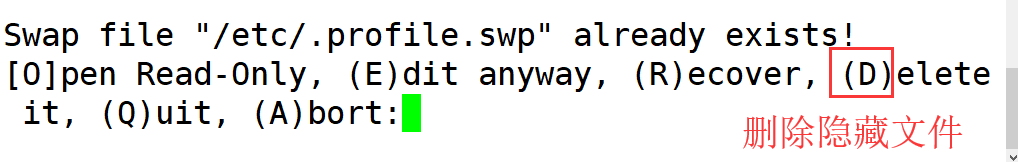 Swap file "/etc/.profile.swp" already exists!
[O]pen Read-Only, (E)dit anyway, (R)ecover, (D)elete
it, (Q)uit, (A)bort:
删除隐藏文件